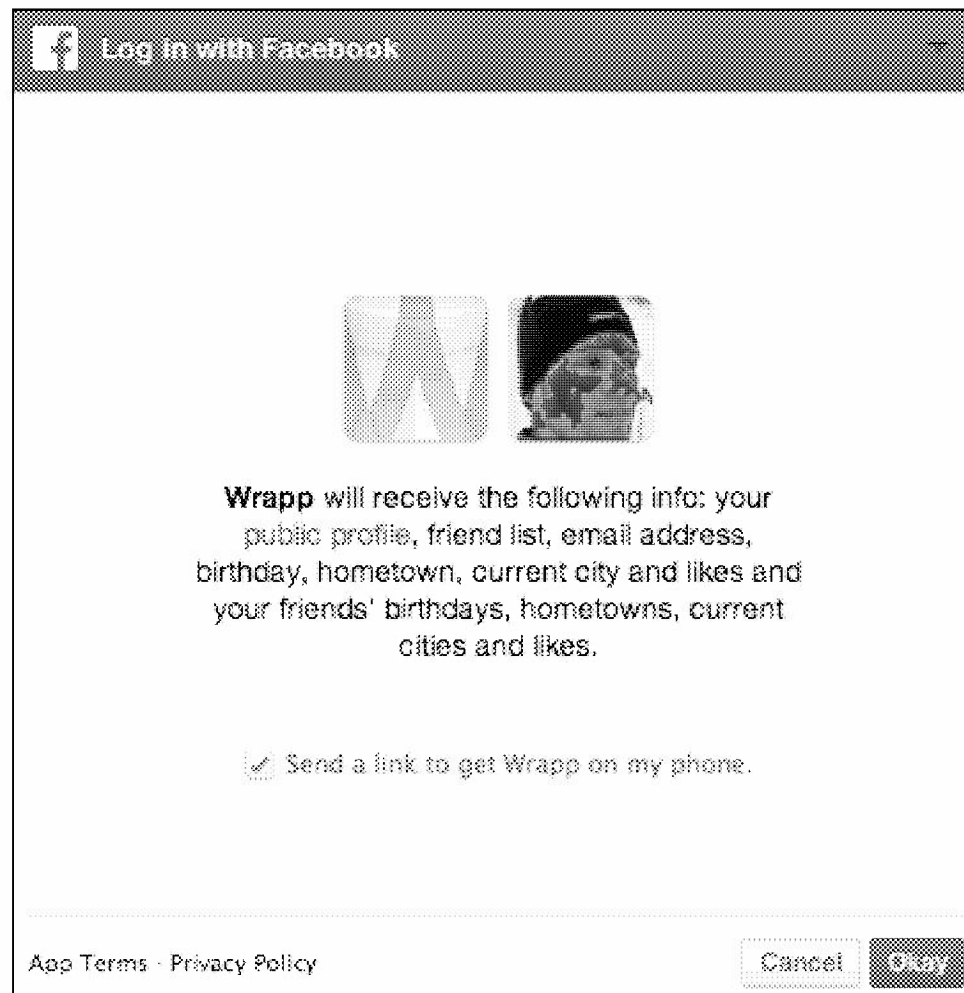 Log in with Facebook
Wrapp will receive the following info: your
public profile, friend list, email address,
birthday, hometown, current city and likes and
your friends' birthdays, hometowns, current
cities and likes.
Send a link to get Wrapp on my phone.
App Terms · Privacy Policy
Cancel
Okay